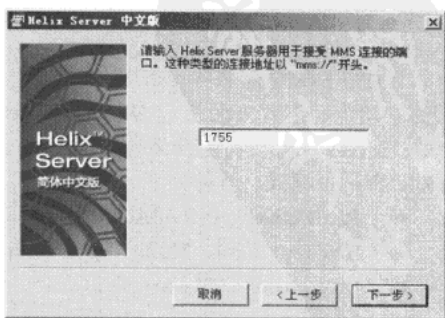 Helix Server 中文版
请输入 Helix Server 服务器用于接受 MMS 连接的端
口。这种类型的连接地址以 "mms://"开头。
1755
Helix
Server
简体中文版
取消
<上一步
下一步>